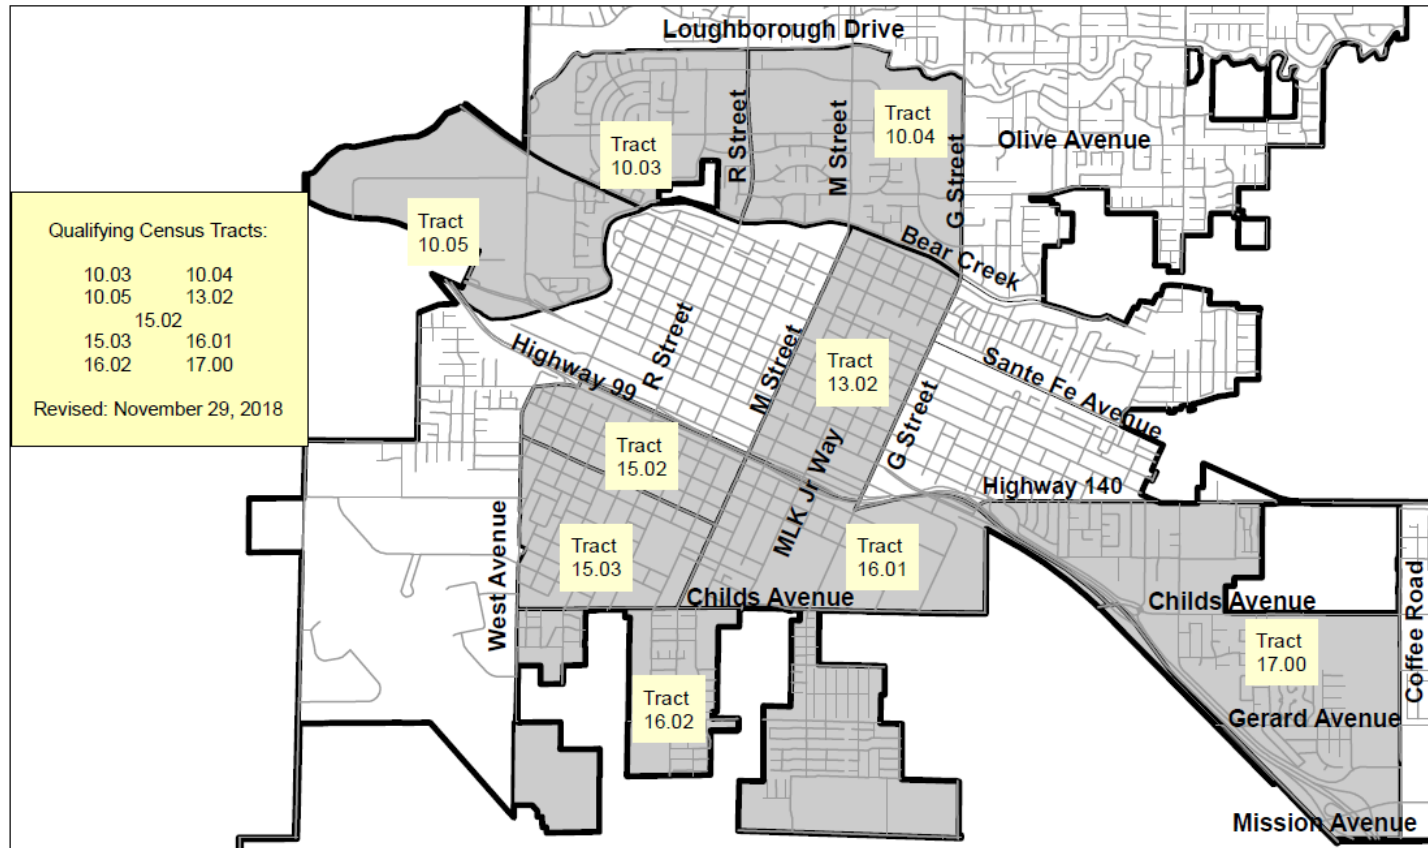 Loughborough Drive
Tract
10.04
Tract
10.03
R Street
M Street
G Street
Olive Avenue
Tract
10.05
Bear Creek
Qualifying Census Tracts:
10.03 10.04
10.05 13.02
15.02
15.03 16.01
16.02 17.00
Revised: November 29, 2018
Highway 99
R Street
M Street
Tract
13.02
G Street
Sante Fe Avenue
Tract
15.02
MLK Jr Way
Highway 140
West Avenue
Tract
15.03
Tract
16.01
Childs Avenue
Childs Avenue
Coffee Road
Tract
17.00
Tract
16.02
Gerard Avenue
Mission Avenue